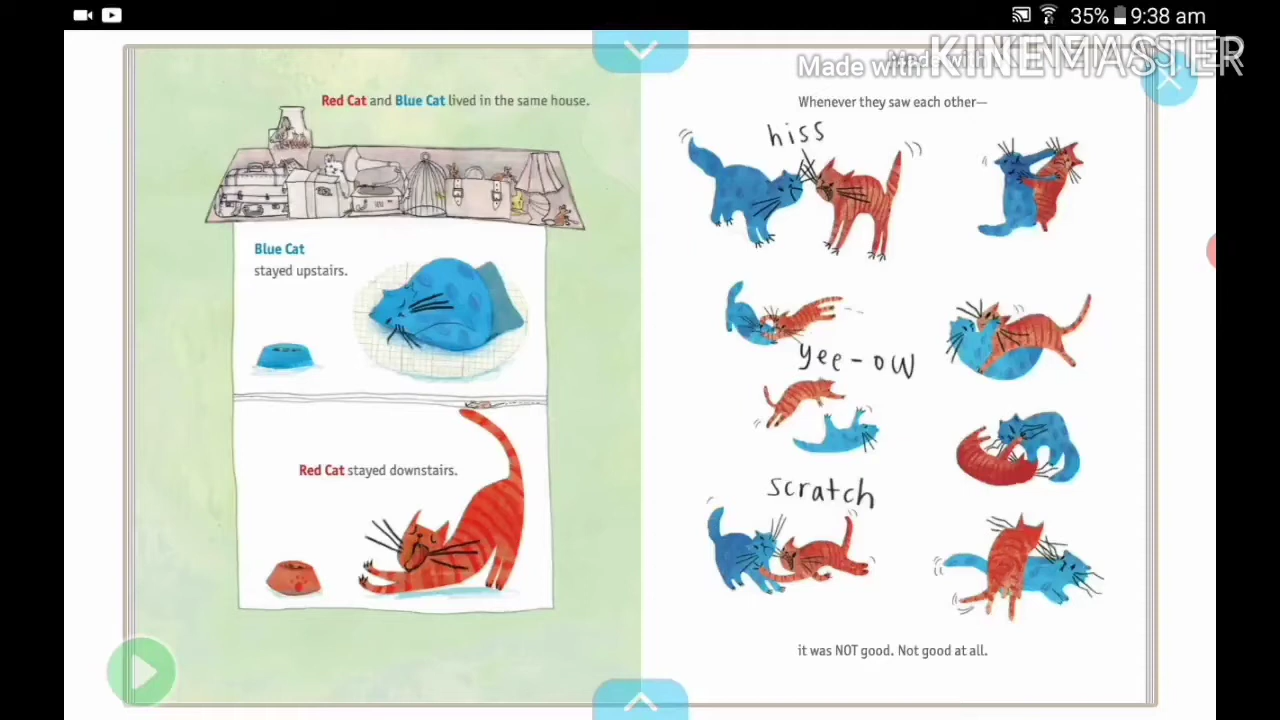 35% 9:38 am
Made with KINEMASTER
Red Cat and Blue Cat lived in the same house.
Blue Cat
stayed upstairs.
Red Cat stayed downstairs.
Whenever they saw each other—
hiss
yee-ow
scratch
it was NOT good. Not good at all.